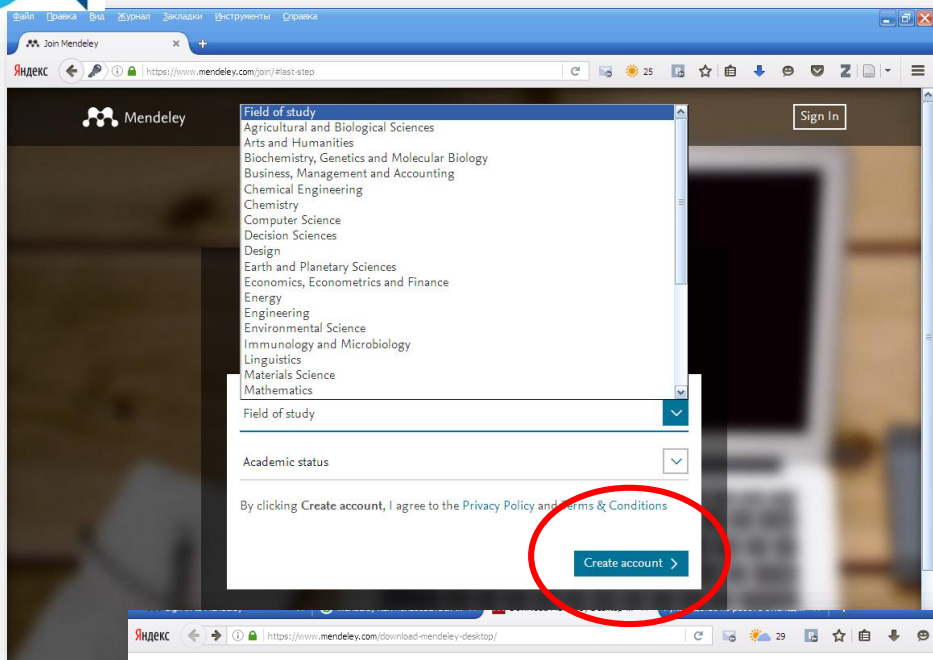 Файл Правка Вид Журнал Закладки Инструменты Справка
Join Mendeley × +
Яндекс https://www.mendeley.com/join/#last-step 25
Mendeley
Sign In
Field of study
Agricultural and Biological Sciences
Arts and Humanities
Biochemistry, Genetics and Molecular Biology
Business, Management and Accounting
Chemical Engineering
Chemistry
Computer Science
Decision Sciences
Design
Earth and Planetary Sciences
Economics, Econometrics and Finance
Energy
Engineering
Environmental Science
Immunology and Microbiology
Linguistics
Materials Science
Mathematics
Field of study
Academic status
By clicking Create account, I agree to the Privacy Policy and Terms & Conditions
Create account
Яндекс https://www.mendeley.com/download-mendeley-desktop/ 29